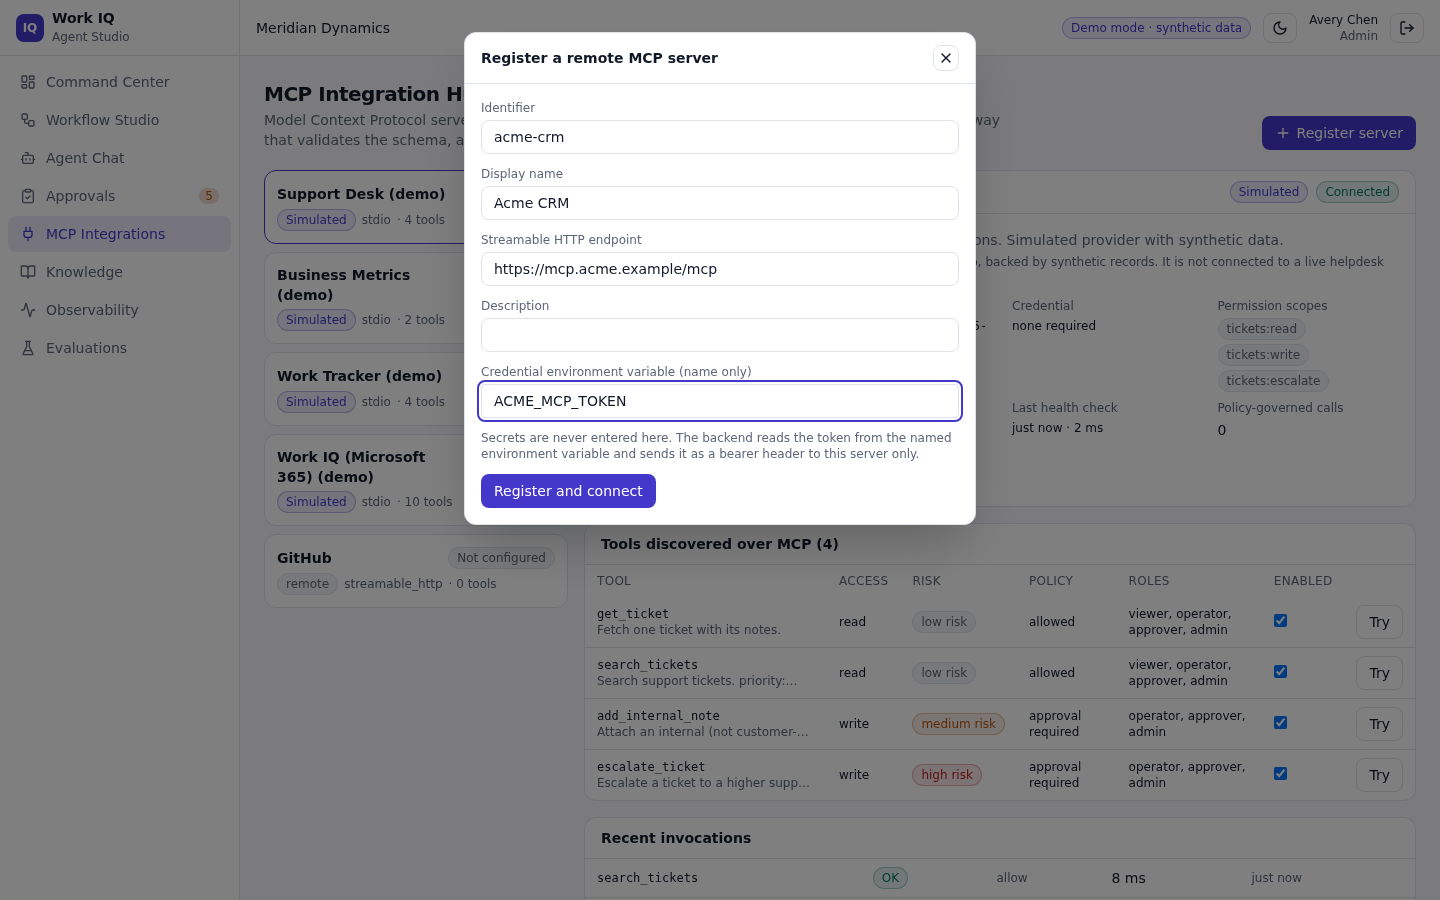 IQ
Work IQ
Agent Studio
Meridian Dynamics
Demo mode · synthetic data
Avery Chen
Admin
Command Center
Workflow Studio
Agent Chat
Approvals
5
MCP Integrations
Knowledge
Observability
Evaluations
MCP Integration H
Model Context Protocol serve
that validates the schema, a
Register server
Support Desk (demo)
Simulated stdio · 4 tools
Business Metrics
(demo)
Simulated stdio · 2 tools
Work Tracker (demo)
Simulated stdio · 4 tools
Work IQ (Microsoft
365) (demo)
Simulated stdio · 10 tools
GitHub
Not configured
remote streamable_http · 0 tools
Register a remote MCP server
Identifier
acme-crm
Display name
Acme CRM
Streamable HTTP endpoint
https://mcp.acme.example/mcp
Description
Credential environment variable (name only)
ACME_MCP_TOKEN
Secrets are never entered here. The backend reads the token from the named
environment variable and sends it as a bearer header to this server only.
Register and connect
Simulated
Connected
ons. Simulated provider with synthetic data.
, backed by synthetic records. It is not connected to a live helpdesk
Credential
none required
Permission scopes
tickets:read
tickets:write
tickets:escalate
Last health check
just now · 2 ms
Policy-governed calls
0
Tools discovered over MCP (4)
TOOL ACCESS RISK POLICY ROLES ENABLED
get_ticket
Fetch one ticket with its notes.
read
low risk
allowed
viewer, operator,
approver, admin
Try
search_tickets
Search support tickets. priority:...
read
low risk
allowed
viewer, operator,
approver, admin
Try
add_internal_note
Attach an internal (not customer-...
write
medium risk
approval
required
operator, approver,
admin
Try
escalate_ticket
Escalate a ticket to a higher supp...
write
high risk
approval
required
operator, approver,
admin
Try
Recent invocations
search_tickets OK allow 8 ms just now